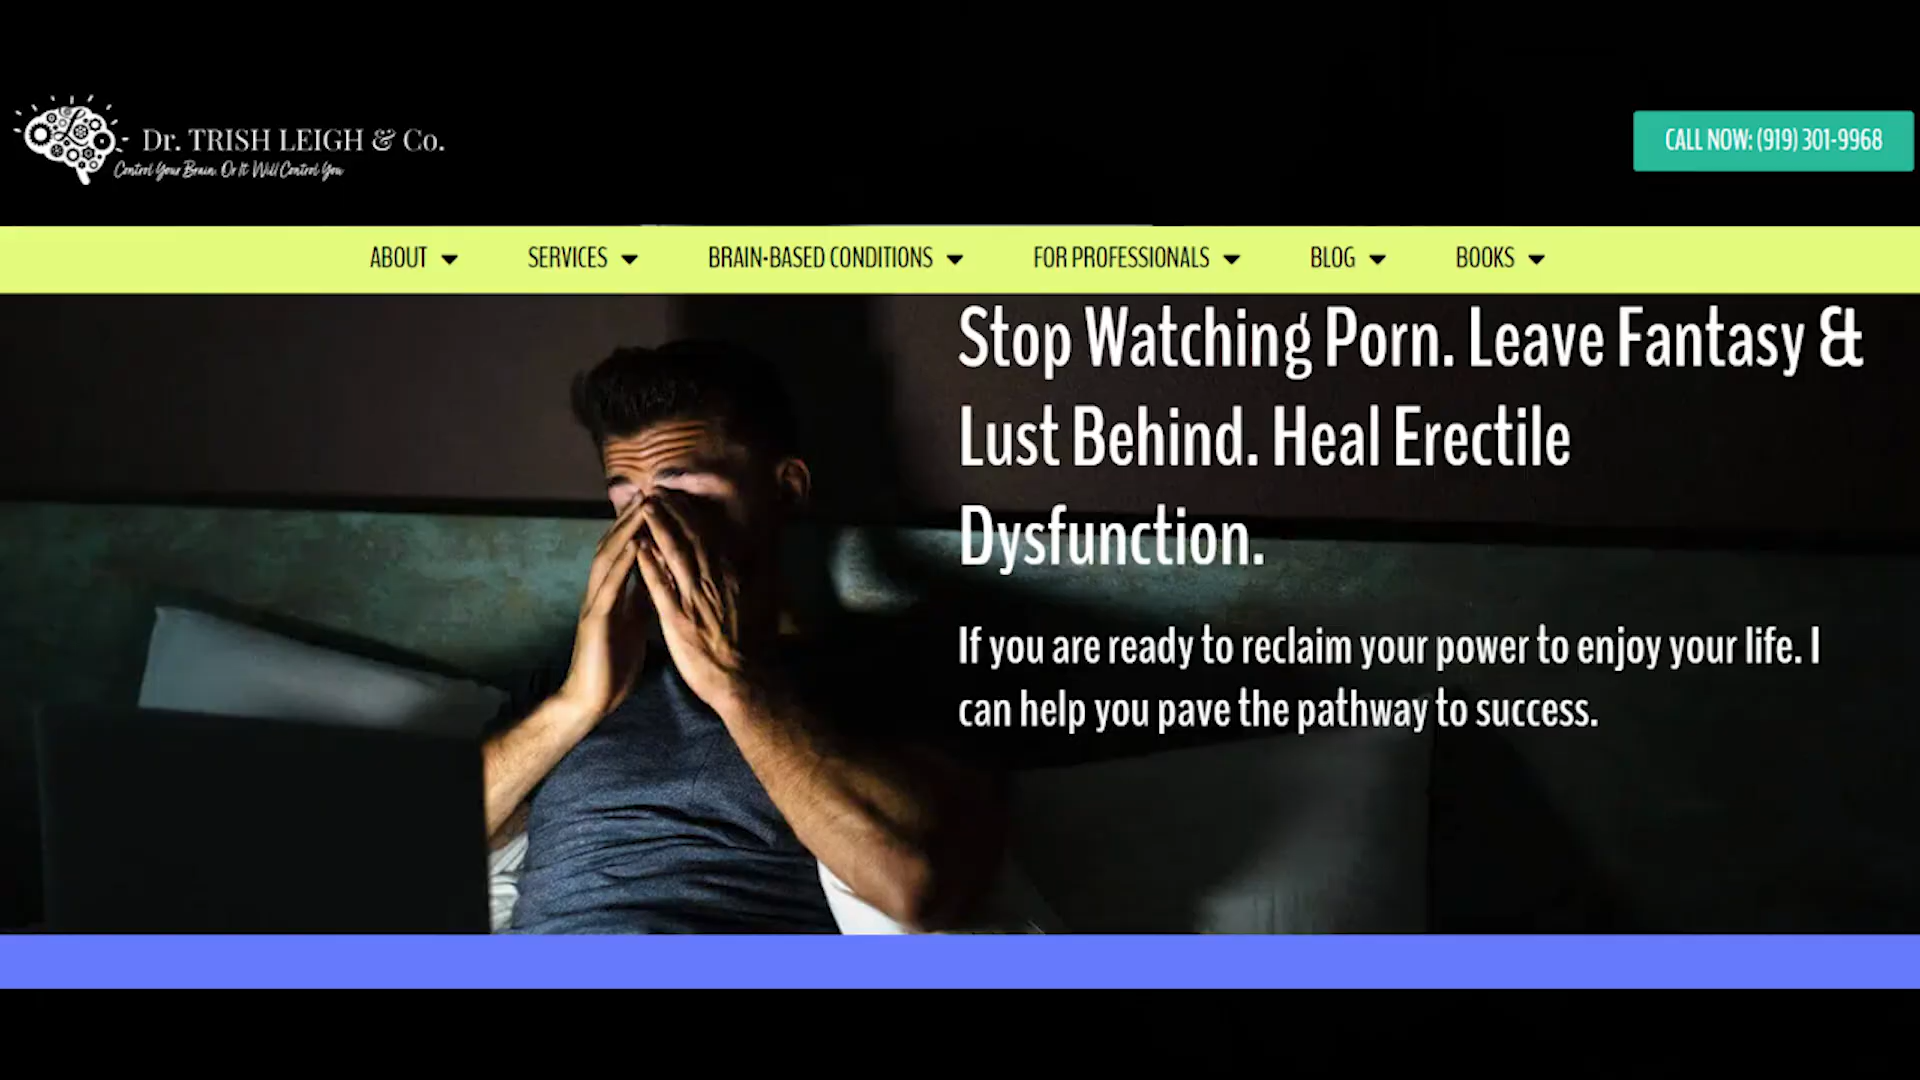 Dr. TRISH LEIGH & Co.
Control Your Brain. Or It Will Control You
CALL NOW: (919) 301-9968
ABOUT
SERVICES
BRAIN-BASED CONDITIONS
FOR PROFESSIONALS
BLOG
BOOKS
Stop Watching Porn. Leave Fantasy &
Lust Behind. Heal Erectile
Dysfunction.
If you are ready to reclaim your power to enjoy your life. I
can help you pave the pathway to success.